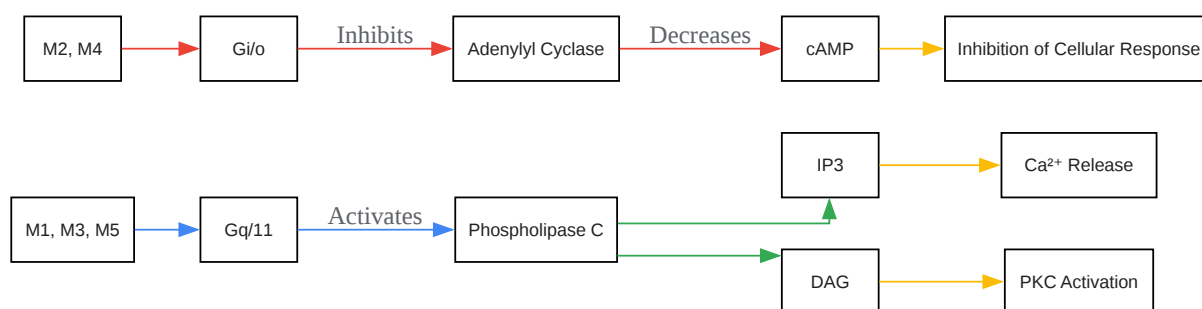 M2, M4
Gi/o
Inhibits
Adenylyl Cyclase
Decreases
cAMP
Inhibition of Cellular Response
IP3
Ca²⁺ Release
M1, M3, M5
Gq/11
Activates
Phospholipase C
DAG
PKC Activation